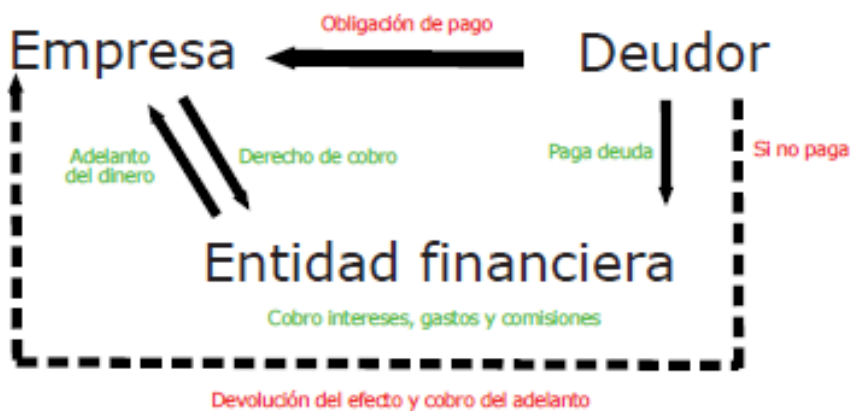 Obligación de pago
Empresa
Deudor
Adelanto
del dinero
Derecho de cobro
Paga deuda
Si no paga
Entidad financiera
Cobro intereses, gastos y comisiones
Devolución del efecto y cobro del adelanto